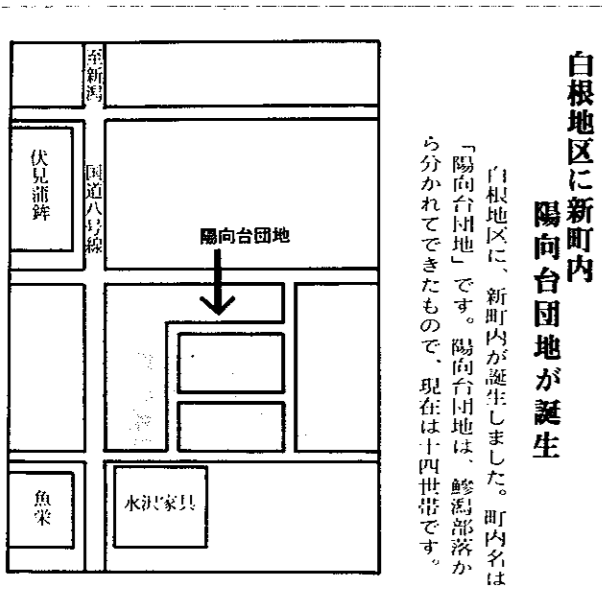 白根地区に新町内
陽向台団地が誕生
白根地区に、新町内が誕生しました。町内名は
「陽向台団地」です。陽向台団地は、鯵潟部落か
ら分かれてできたもので、現在は十四世帯です。
至新潟
国道八号線
伏見蒲鉾
陽向台団地
魚栄
水沢家具